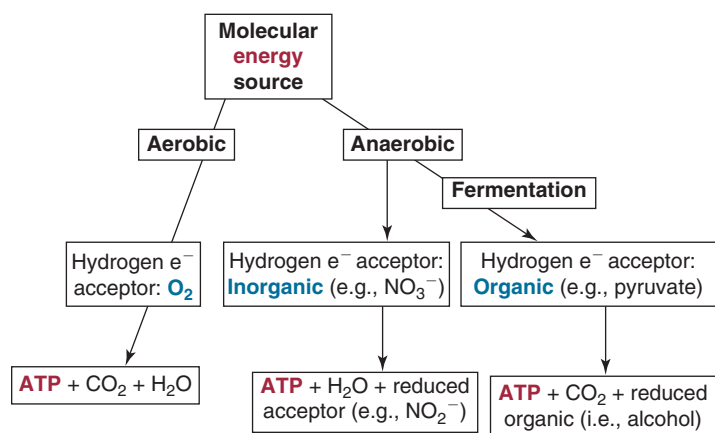 Molecular
energy
source
Aerobic
Anaerobic
Fermentation
Hydrogen e⁻
acceptor: O₂
Hydrogen e⁻ acceptor:
Inorganic (e.g., NO₃⁻)
Hydrogen e⁻ acceptor:
Organic (e.g., pyruvate)
ATP + CO₂ + H₂O
ATP + H₂O + reduced
acceptor (e.g., NO₂⁻)
ATP + CO₂ + reduced
organic (i.e., alcohol)